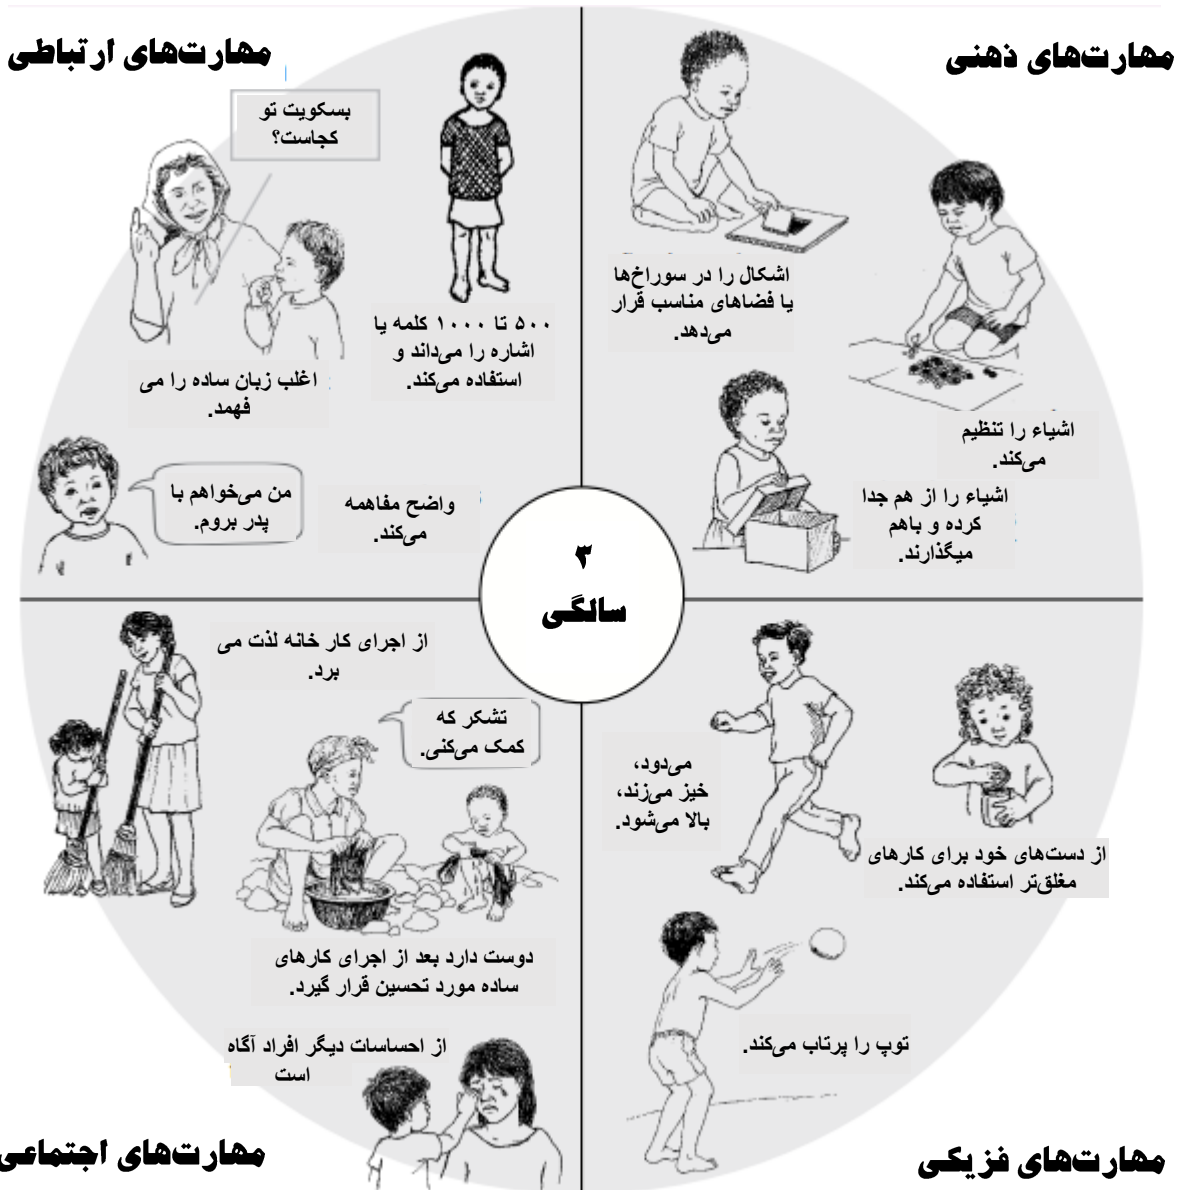 مهارت‌های ذهنی
اشکال را در سوراخ‌ها
یا فضاهای مناسب قرار
می‌دهد.
اشیاء را تنظیم
می‌کند.
اشیاء را از هم جدا
کرده و باهم
میگذارند.
مهارت‌های ارتباطی
بسکویت تو
کجاست؟
۵۰۰ تا ۱۰۰۰ کلمه یا
اشاره را می‌داند و
استفاده می‌کند.
اغلب زبان ساده را می
فهمد.
من می‌خواهم با
پدر بروم.
واضح مفاهمه
می‌کند.
۳
سالگی
می‌دود،
خیز می‌زند،
بالا می‌شود.
از دست‌های خود برای کارهای
مغلق‌تر استفاده می‌کند.
توپ را پرتاب می‌کند.
مهارت‌های فزیکی
از اجرای کار خانه لذت می
برد.
تشکر که
کمک می‌کنی.
دوست دارد بعد از اجرای کارهای
ساده مورد تحسین قرار گیرد.
از احساسات دیگر افراد آگاه
است
مهارت‌های اجتماعی